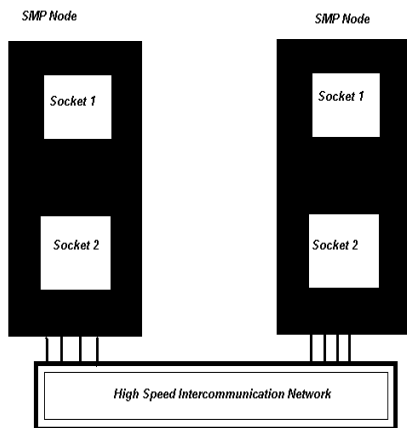 SMP Node
SMP Node
Socket 1
Socket 1
Socket 2
Socket 2
High Speed Intercommunication Network